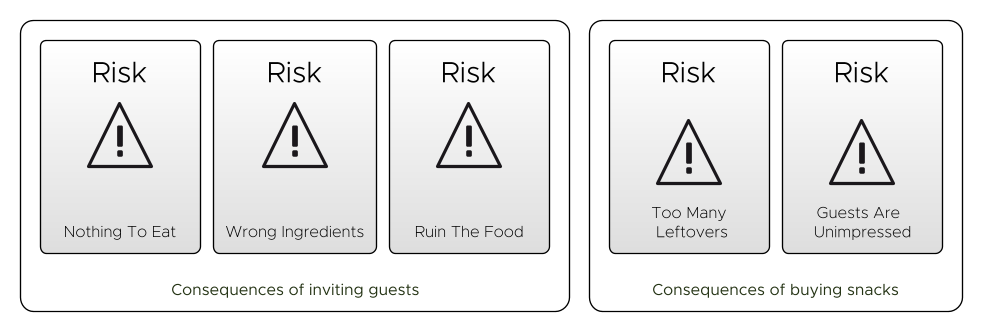 Risk
Nothing To Eat
Risk
Wrong Ingredients
Risk
Ruin The Food
Consequences of inviting guests
Risk
Too Many
Leftovers
Risk
Guests Are
Unimpressed
Consequences of buying snacks